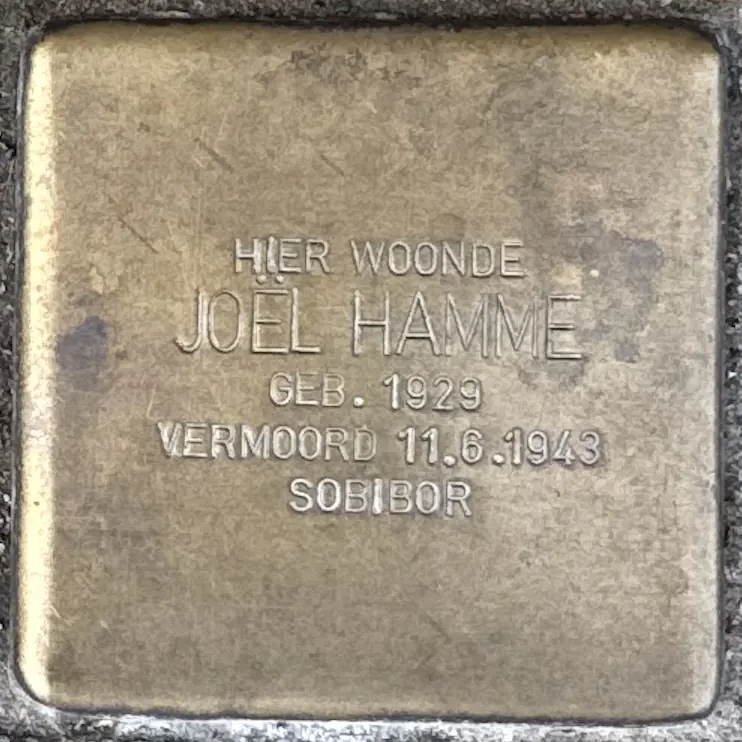 HIER WOONDE
JOËL HAMME
GEB. 1929
VERMOORD 11.6.1943
SOBIBOR